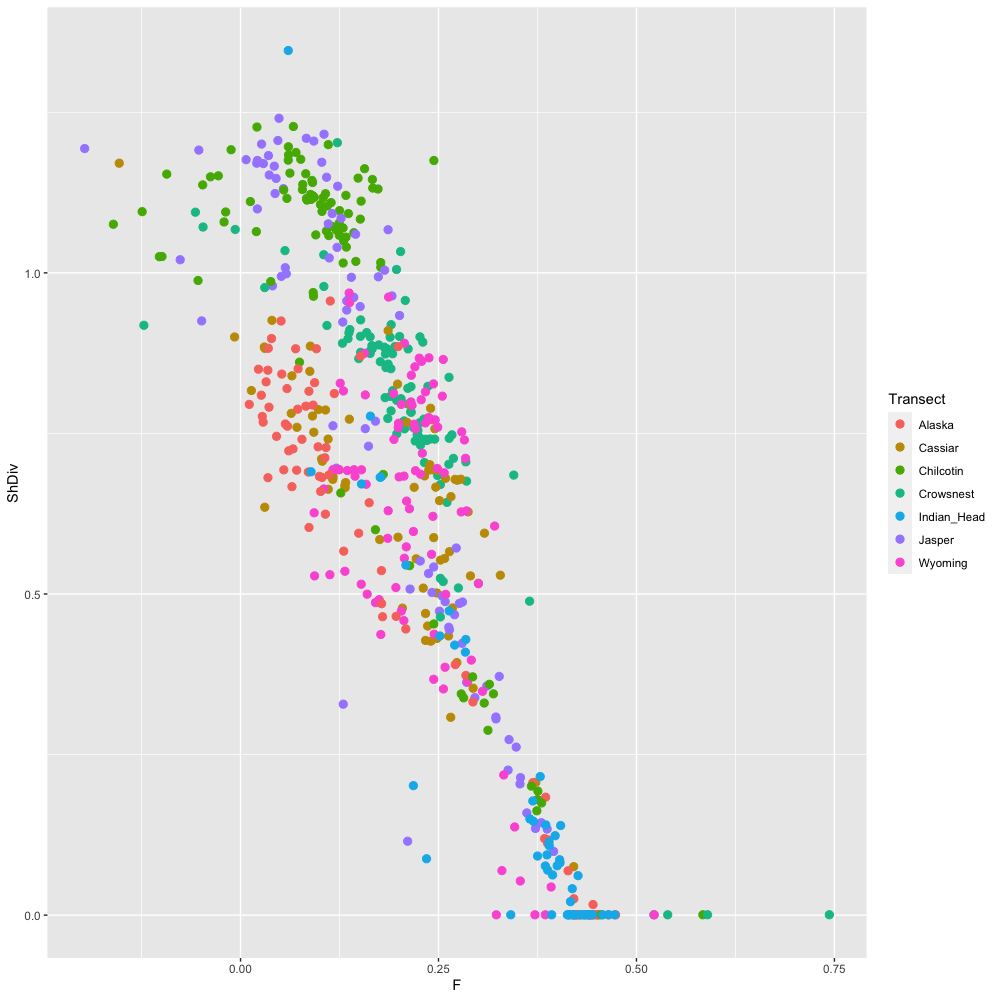 ShDiv
1.0
0.5
0.0
0.00
0.25
0.50
0.75
F
Transect
Alaska
Cassiar
Chilcotin
Crowsnest
Indian_Head
Jasper
Wyoming